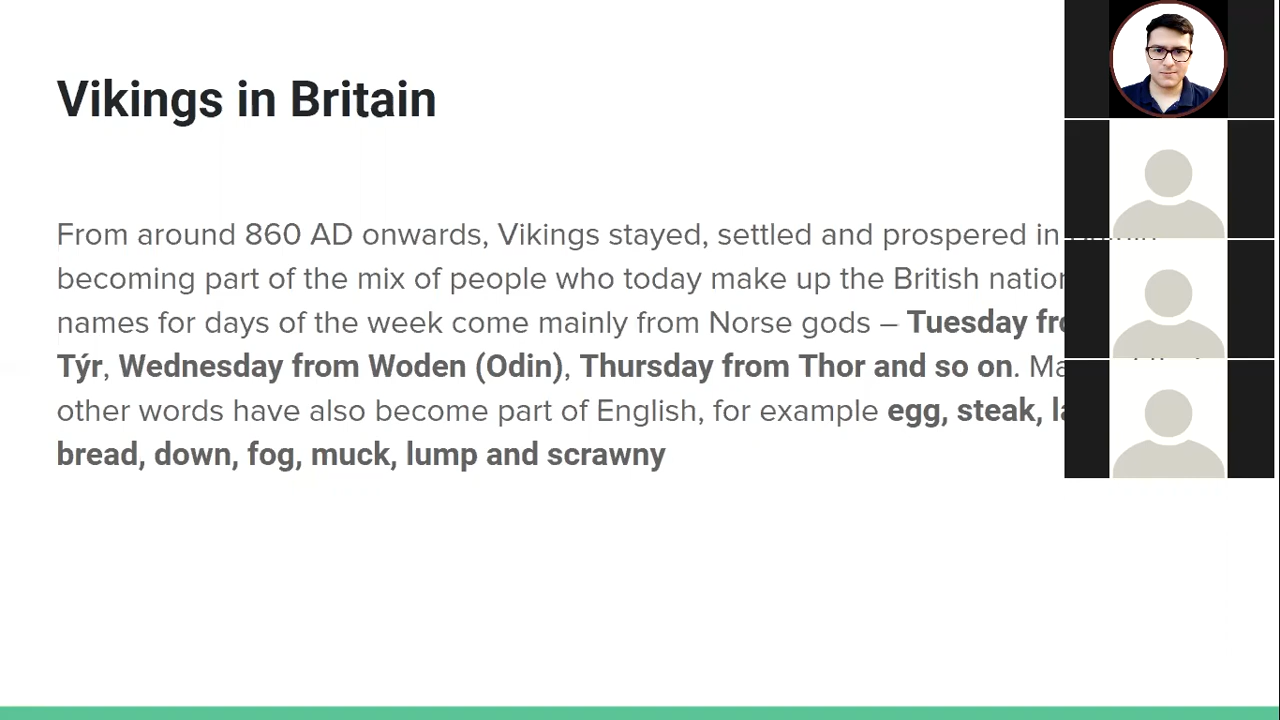 Vikings in Britain
From around 860 AD onwards, Vikings stayed, settled and prospered in
becoming part of the mix of people who today make up the British
names for days of the week come mainly from Norse gods – Tuesday
Týr, Wednesday from Woden (Odin), Thursday from Thor and so on.
other words have also become part of English, for example egg, steak,
bread, down, fog, muck, lump and scrawny